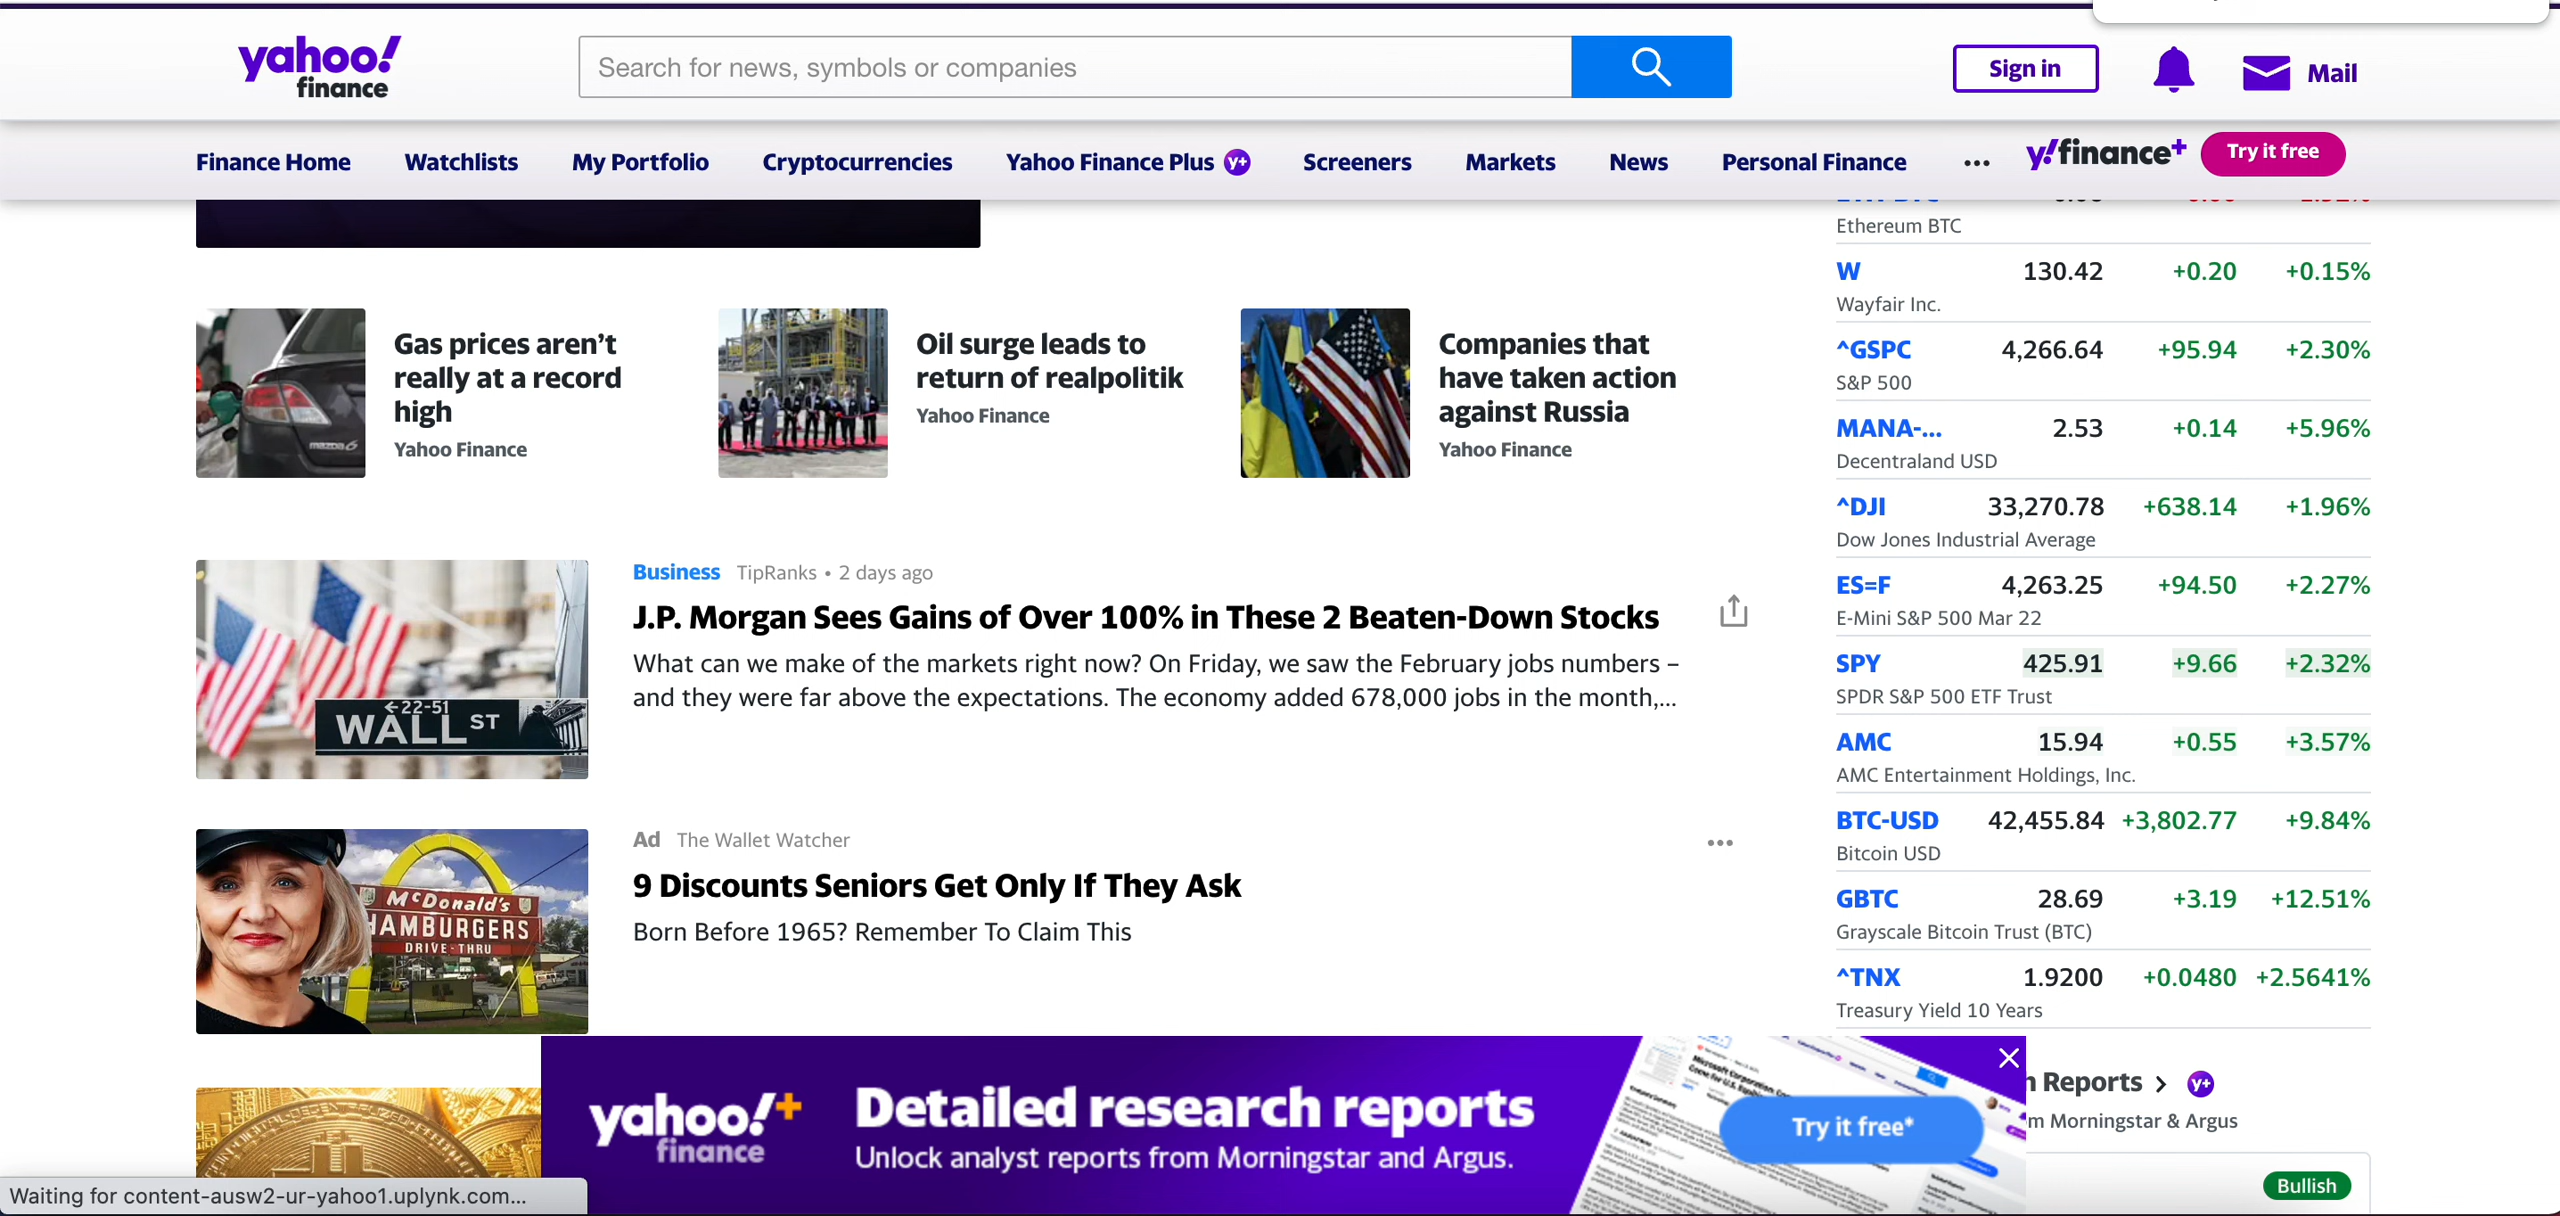 yahoo!
finance
Search for news, symbols or companies
Sign in
Mail
Finance Home Watchlists My Portfolio Cryptocurrencies Yahoo Finance Plus y+ Screeners Markets News Personal Finance ... y!finance+ Try it free
Ethereum BTC
W 130.42 +0.20 +0.15%
Wayfair Inc.
^GSPC 4,266.64 +95.94 +2.30%
S&P 500
MANA-... 2.53 +0.14 +5.96%
Decentraland USD
^DJI 33,270.78 +638.14 +1.96%
Dow Jones Industrial Average
ES=F 4,263.25 +94.50 +2.27%
E-Mini S&P 500 Mar 22
SPY 425.91 +9.66 +2.32%
SPDR S&P 500 ETF Trust
AMC 15.94 +0.55 +3.57%
AMC Entertainment Holdings, Inc.
BTC-USD 42,455.84 +3,802.77 +9.84%
Bitcoin USD
GBTC 28.69 +3.19 +12.51%
Grayscale Bitcoin Trust (BTC)
^TNX 1.9200 +0.0480 +2.5641%
Treasury Yield 10 Years
mazda6
Gas prices aren't
really at a record
high
Yahoo Finance
Oil surge leads to
return of realpolitik
Yahoo Finance
Companies that
have taken action
against Russia
Yahoo Finance
←22-51
WALL ST
Business TipRanks • 2 days ago
J.P. Morgan Sees Gains of Over 100% in These 2 Beaten-Down Stocks
What can we make of the markets right now? On Friday, we saw the February jobs numbers –
and they were far above the expectations. The economy added 678,000 jobs in the month,...
McDonald's
HAMBURGERS
DRIVE-THRU
Ad The Wallet Watcher
9 Discounts Seniors Get Only If They Ask
Born Before 1965? Remember To Claim This
yahoo!+
finance
Detailed research reports
Unlock analyst reports from Morningstar and Argus.
Try it free*
Reports > y+
Morningstar & Argus
Bullish
Waiting for content-ausw2-ur-yahoo1.uplynk.com...